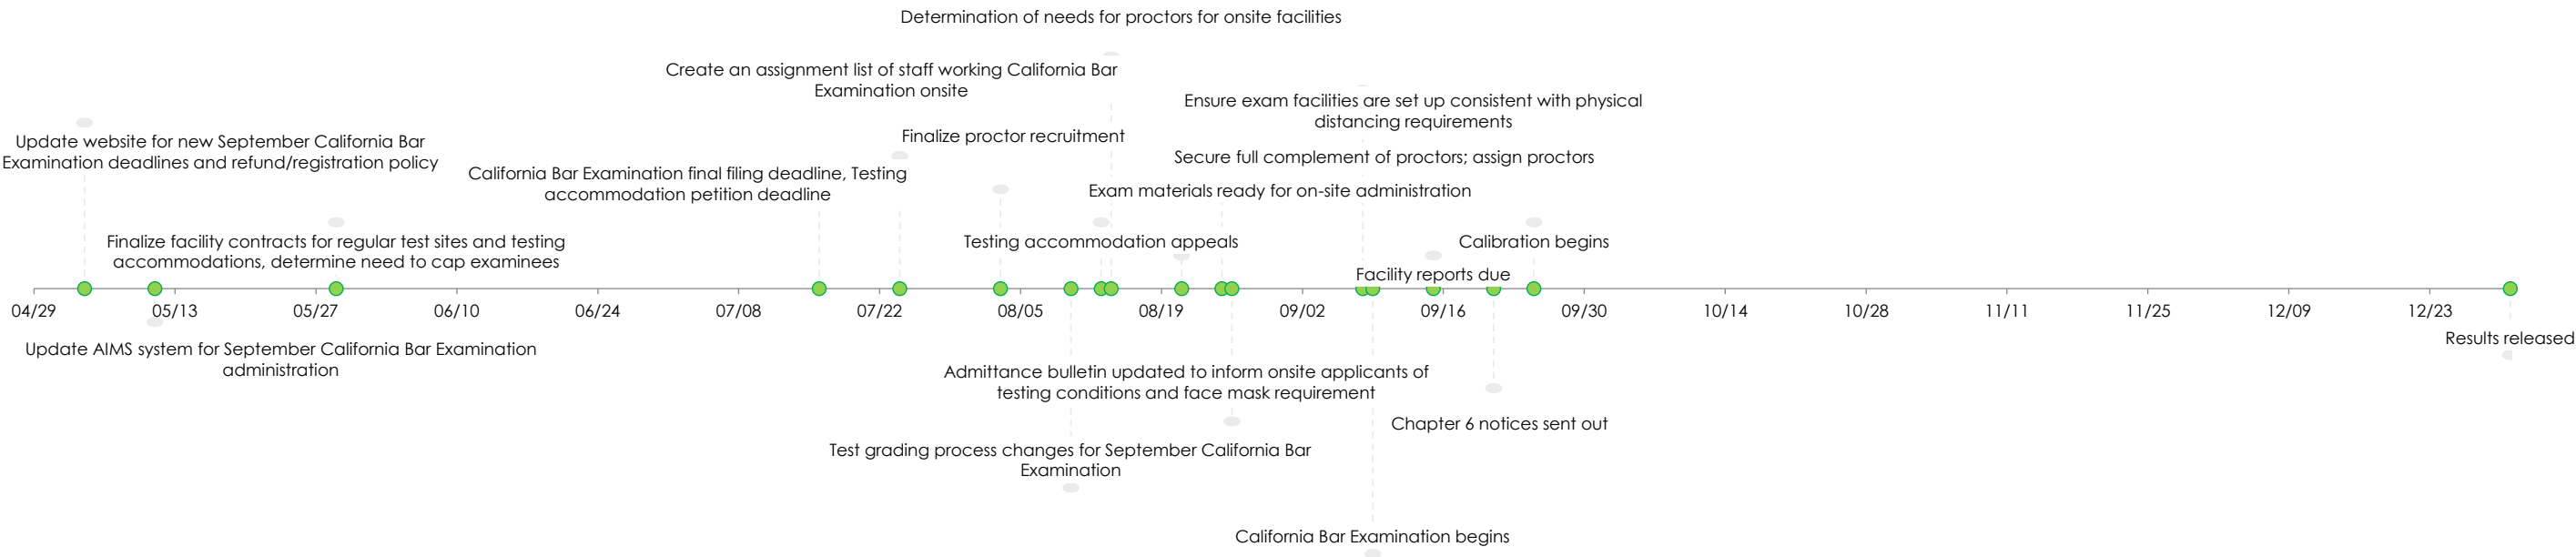 Determination of needs for proctors for onsite facilities
Create an assignment list of staff working California Bar
Examination onsite
Ensure exam facilities are set up consistent with physical
distancing requirements
Update website for new September California Bar
Examination deadlines and refund/registration policy
Finalize proctor recruitment
Secure full complement of proctors; assign proctors
California Bar Examination final filing deadline, Testing
accommodation petition deadline
Exam materials ready for on-site administration
Finalize facility contracts for regular test sites and testing
accommodations, determine need to cap examinees
Testing accommodation appeals
Calibration begins
Facility reports due
04/29 05/13 05/27 06/10 06/24 07/08 07/22 08/05 08/19 09/02 09/16 09/30 10/14 10/28 11/11 11/25 12/09 12/23
Results released
Update AIMS system for September California Bar Examination
administration
Admittance bulletin updated to inform onsite applicants of
testing conditions and face mask requirement
Chapter 6 notices sent out
Test grading process changes for September California Bar
Examination
California Bar Examination begins